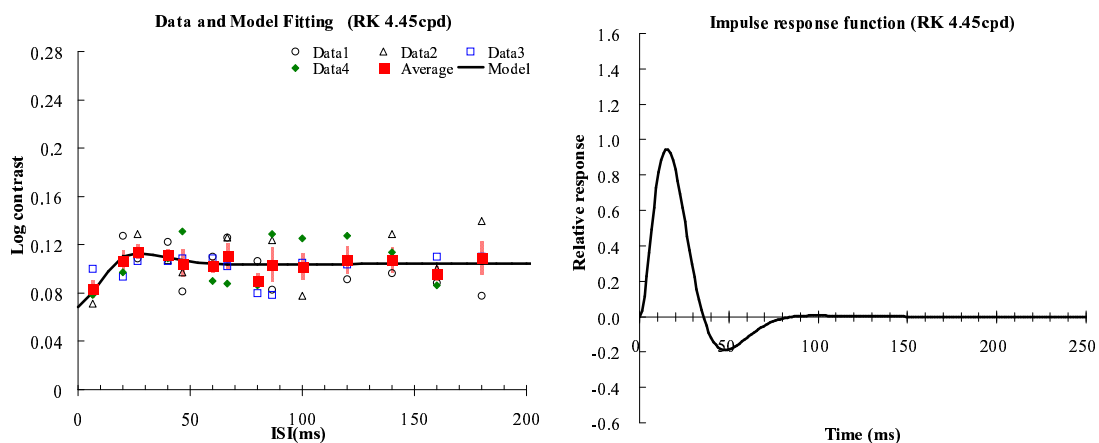 Data and Model Fitting (RK 4.45cpd)
Data1 Data2 Data3
Data4 Average Model
Log contrast
0,28
0,24
0,20
0,16
0,12
0,08
0,04
0
0 50 100 150 200
ISI(ms)
Impulse response function (RK 4.45cpd)
Relative response
1.6
1.4
1.2
1.0
0.8
0.6
0.4
0.2
0.0
-0.2
-0.4
-0.6
0 50 100 150 200 250
Time (ms)